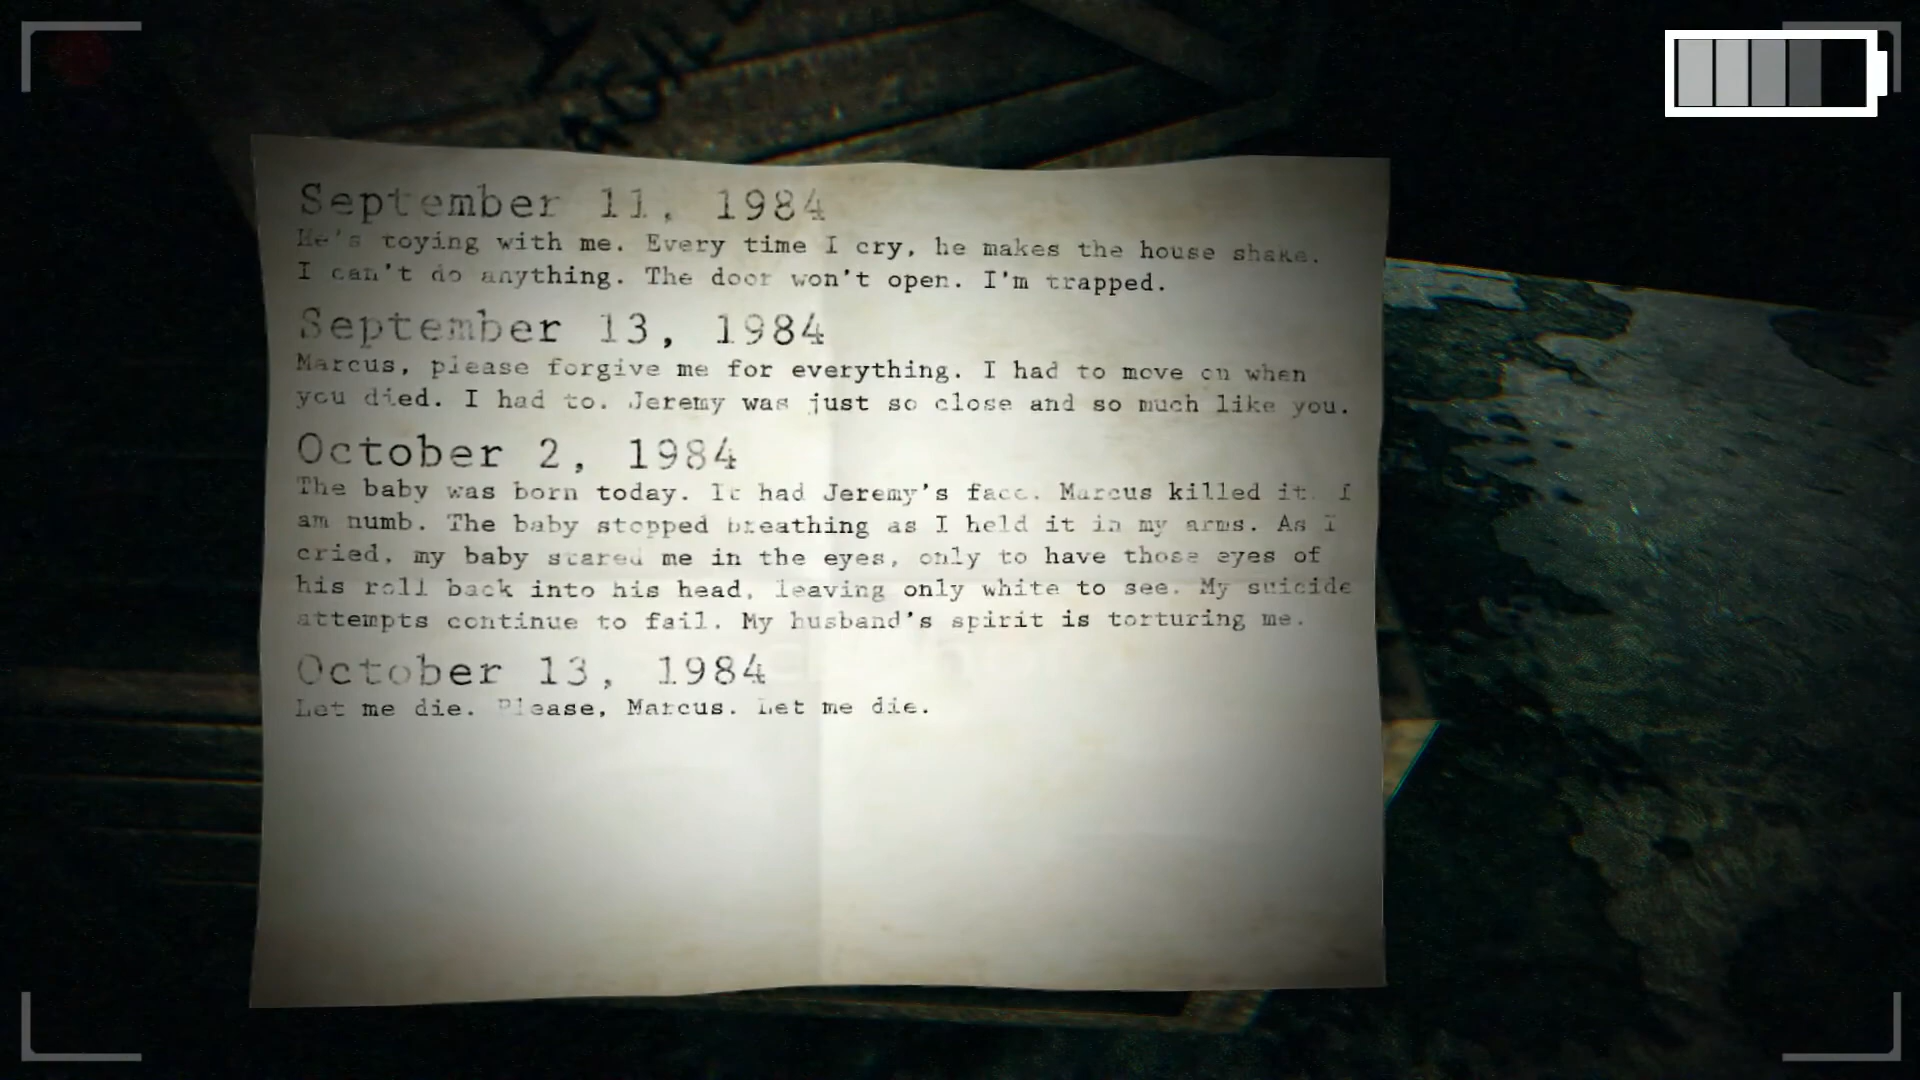 September 11, 1984
He's toying with me. Every time I cry, he makes the house shake.
I can't do anything. The door won't open. I'm trapped.
September 13, 1984
Marcus, please forgive me for everything. I had to move on when
you died. I had to. Jeremy was just so close and so much like you.
October 2, 1984
The baby was born today. It had Jeremy's face. Marcus killed it. I
am numb. The baby stopped breathing as I held it in my arms. As I
cried, my baby stared me in the eyes, only to have those eyes of
his roll back into his head, leaving only white to see. My suicide
attempts continue to fail. My husband's spirit is torturing me.
October 13, 1984
Let me die. Please, Marcus. Let me die.